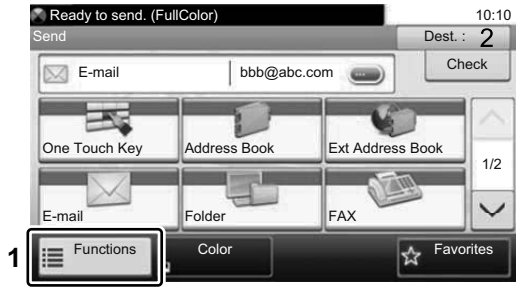 Ready to send. (FullColor)
10:10
Send
Dest. : 2
E-mail
bbb@abc.com
Check
One Touch Key
Address Book
Ext Address Book
1/2
E-mail
Folder
FAX
1
Functions
Color
Favorites